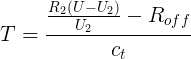 $T = \frac{\frac{R_2(U-U_2)}{U_2} - R_{off}}{c_t}$